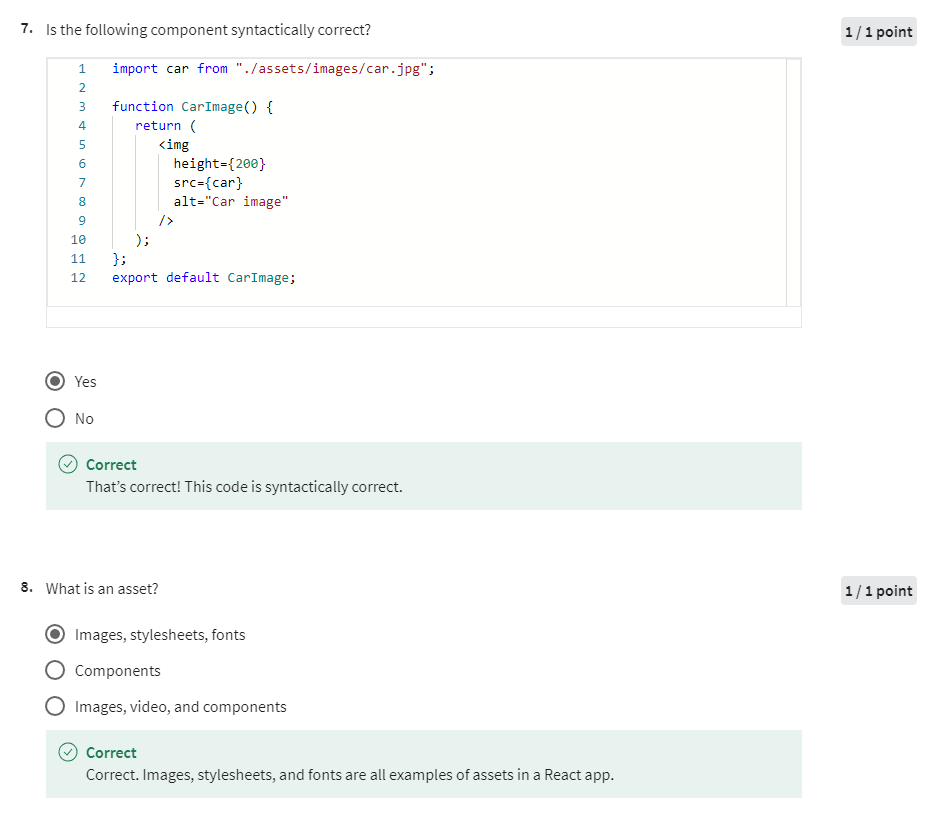 7. Is the following component syntactically correct?
1 / 1 point
1 import car from "./assets/images/car.jpg";
2
3 function CarImage() {
4 return (
5 <img
6 height={200}
7 src={car}
8 alt="Car image"
9 />
10 );
11 };
12 export default CarImage;
Yes
No
Correct
That’s correct! This code is syntactically correct.
8. What is an asset?
1 / 1 point
Images, stylesheets, fonts
Components
Images, video, and components
Correct
Correct. Images, stylesheets, and fonts are all examples of assets in a React app.